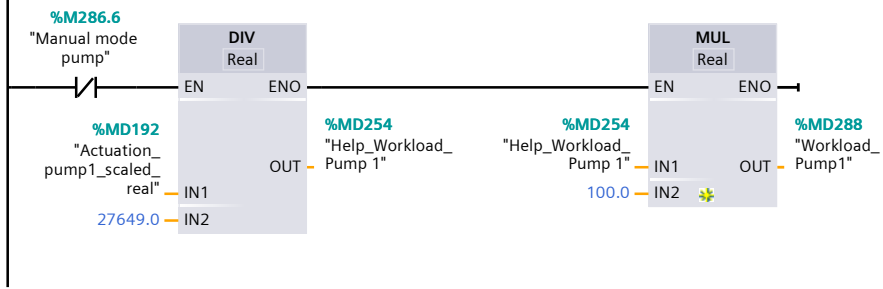 %M286.6
"Manual mode
pump"
DIV
Real
EN
ENO
%MD192
"Actuation_
pump1_scaled_
real"
IN1
27649.0
IN2
OUT
%MD254
"Help_Workload_
Pump 1"
MUL
Real
EN
ENO
%MD254
"Help_Workload_
Pump 1"
IN1
100.0
IN2
OUT
%MD288
"Workload_
Pump1"